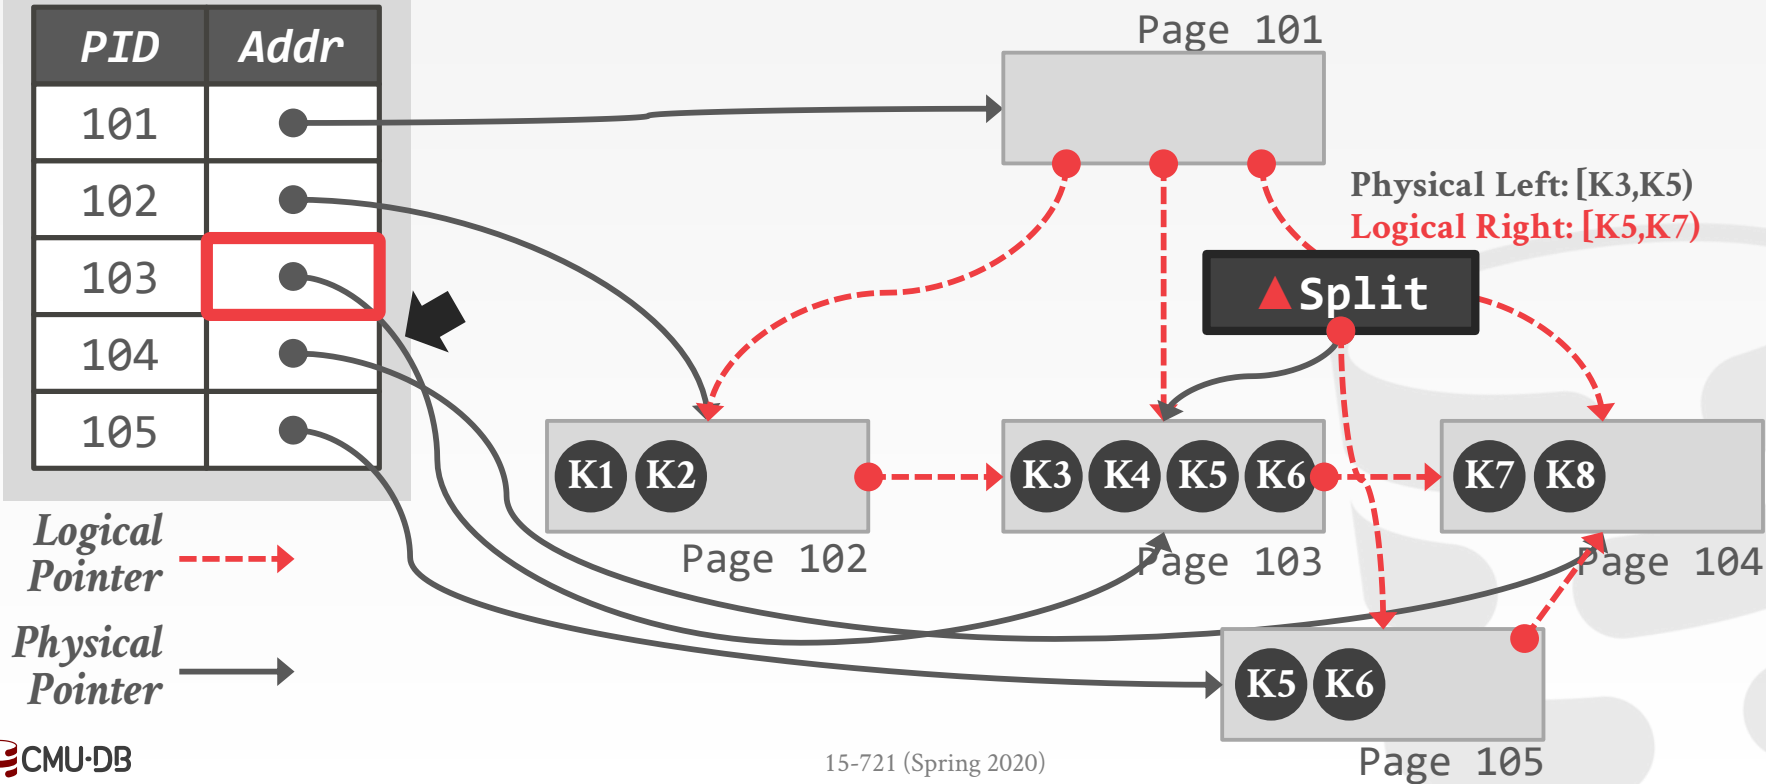 PID Addr
101
102
103
104
105
Page 101
Physical Left: [K3,K5)
Logical Right: [K5,K7)
▲Split
K1 K2
Page 102
K3 K4 K5 K6
Page 103
K7 K8
Page 104
K5 K6
Page 105
Logical
Pointer
Physical
Pointer
CMU·DB
15-721 (Spring 2020)